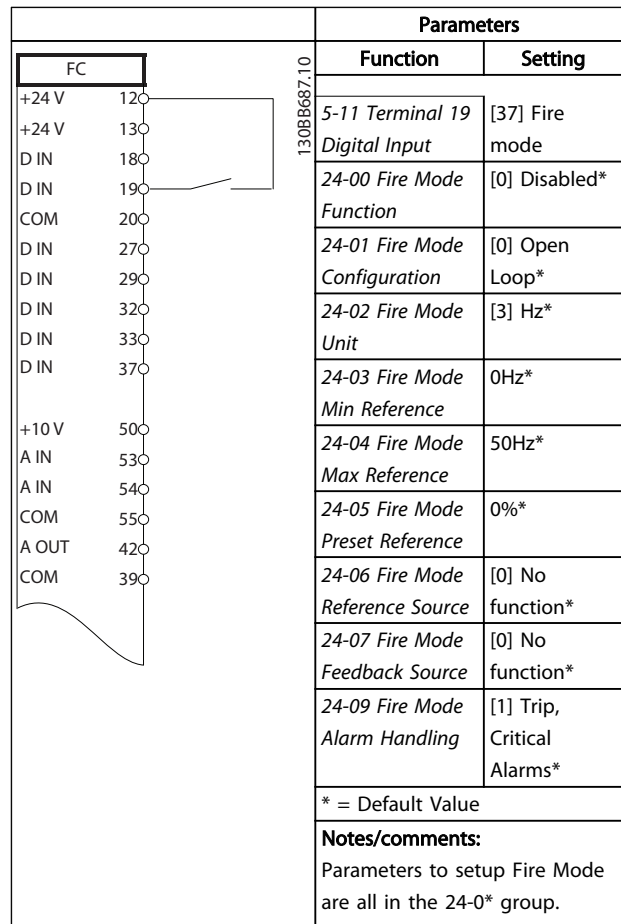 FC
+24 V 12
+24 V 13
D IN 18
D IN 19
COM 20
D IN 27
D IN 29
D IN 32
D IN 33
D IN 37
+10 V 50
A IN 53
A IN 54
COM 55
A OUT 42
COM 39
130BB687.10
Parameters
Function Setting
5-11 Terminal 19 [37] Fire
Digital Input mode
24-00 Fire Mode [0] Disabled*
Function
24-01 Fire Mode [0] Open
Configuration Loop*
24-02 Fire Mode [3] Hz*
Unit
24-03 Fire Mode 0Hz*
Min Reference
24-04 Fire Mode 50Hz*
Max Reference
24-05 Fire Mode 0%*
Preset Reference
24-06 Fire Mode [0] No
Reference Source function*
24-07 Fire Mode [0] No
Feedback Source function*
24-09 Fire Mode [1] Trip,
Alarm Handling Critical
Alarms*
* = Default Value
Notes/comments:
Parameters to setup Fire Mode
are all in the 24-0* group.